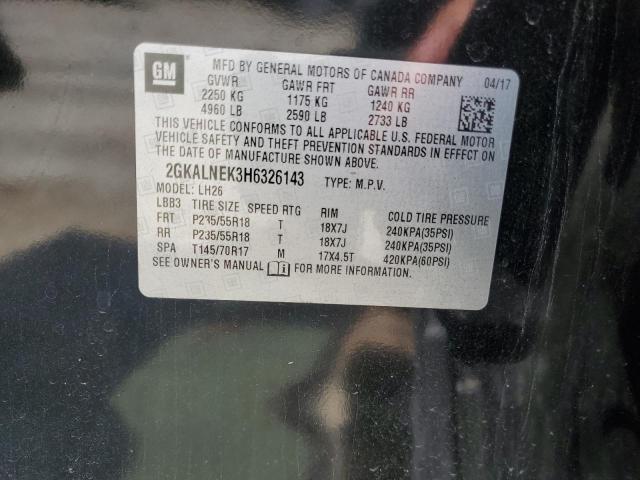 GM
MFD BY GENERAL MOTORS OF CANADA COMPANY 04/17
GVWR GAWR FRT GAWR RR
2250 KG 1175 KG 1240 KG
4960 LB 2590 LB 2733 LB
THIS VEHICLE CONFORMS TO ALL APPLICABLE U.S. FEDERAL MOTOR
VEHICLE SAFETY AND THEFT PREVENTION STANDARDS IN EFFECT ON
THE DATE OF MANUFACTURE SHOWN ABOVE.
2GKALNEK3H6326143 TYPE: M.P.V.
MODEL: LH26
LBB3 TIRE SIZE SPEED RTG RIM COLD TIRE PRESSURE
FRT P235/55R18 T 18X7J 240KPA(35PSI)
RR P235/55R18 T 18X7J 240KPA(35PSI)
SPA T145/70R17 M 17X4.5T 420KPA(60PSI)
SEE OWNER'S MANUAL FOR MORE INFORMATION.